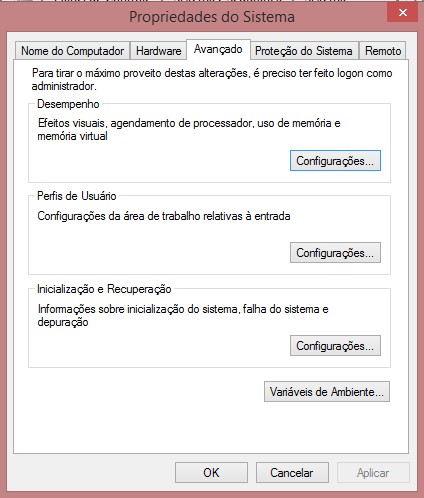 Propriedades do Sistema
Nome do Computador Hardware Avançado Proteção do Sistema Remoto
Para tirar o máximo proveito destas alterações, é preciso ter feito logon como
administrador.
Desempenho
Efeitos visuais, agendamento de processador, uso de memória e
memória virtual
Configurações...
Perfis de Usuário
Configurações da área de trabalho relativas à entrada
Configurações...
Inicialização e Recuperação
Informações sobre inicialização do sistema, falha do sistema e
depuração
Configurações...
Variáveis de Ambiente...
OK Cancelar Aplicar